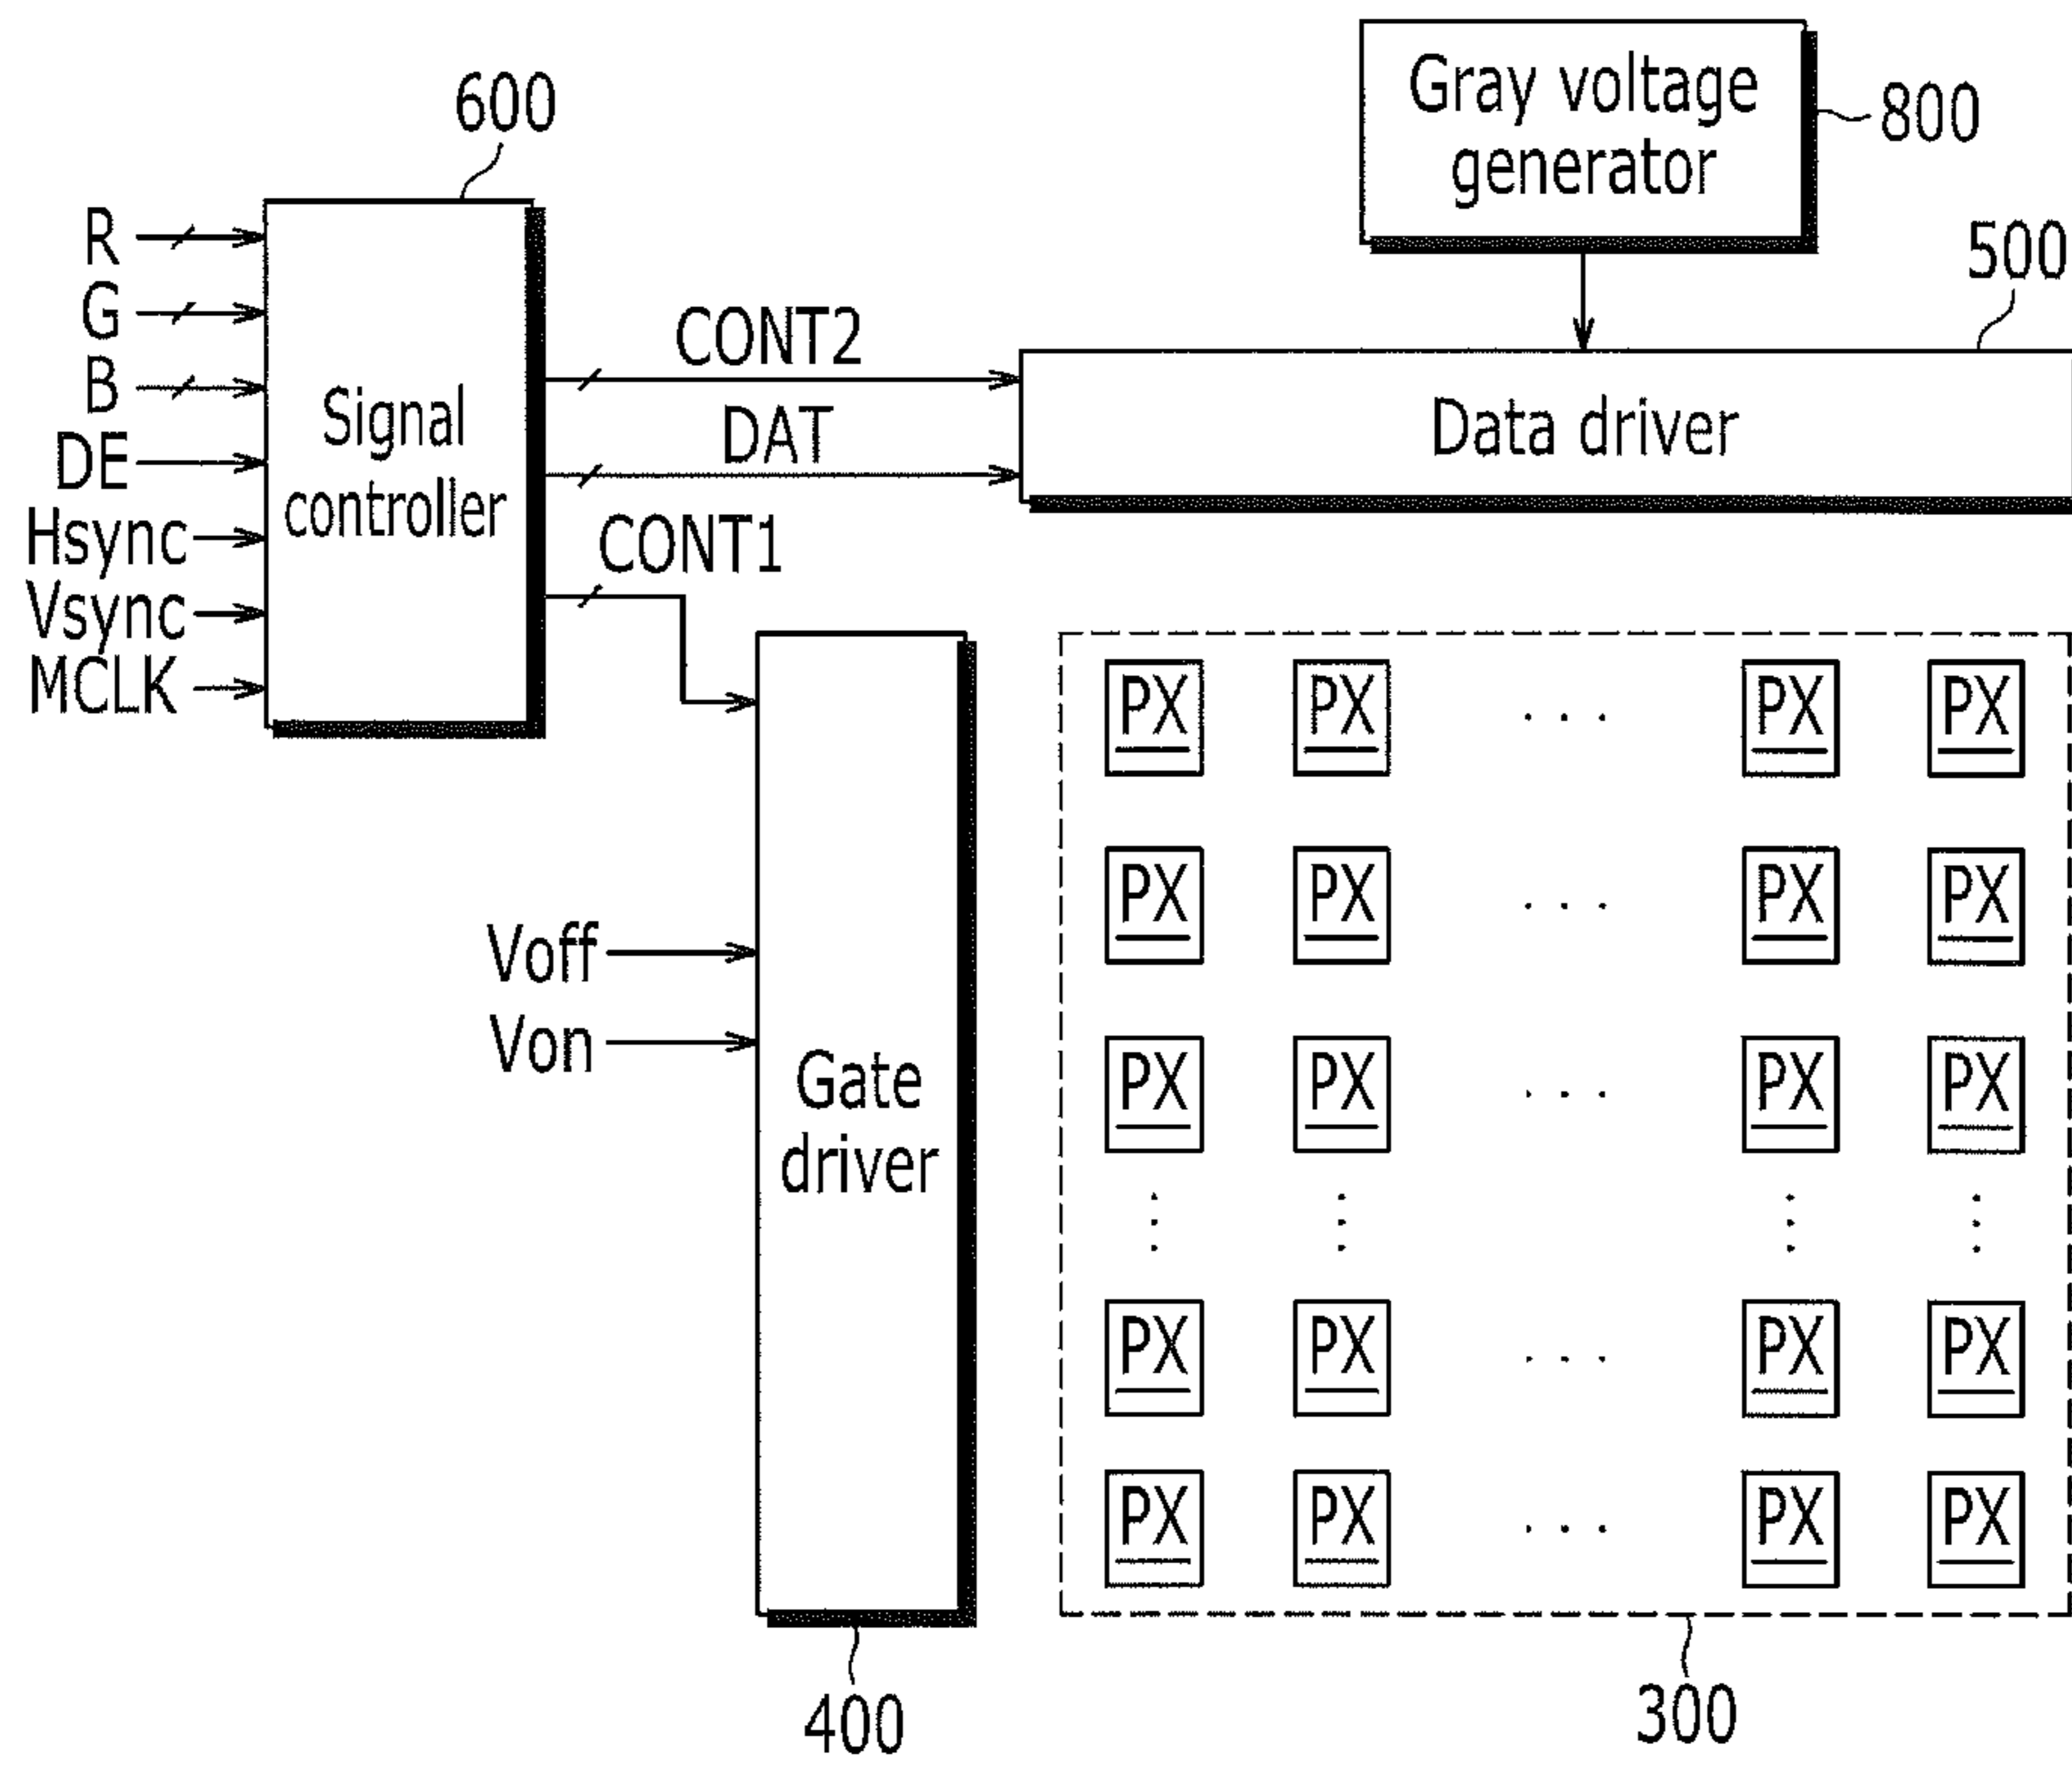 Gray voltage
generator
800
600
500
R
G
B
DE
Hsync
Vsync
MCLK
Signal
controller
CONT2
DAT
CONT1
Data driver
Voff
Von
Gate
driver
PX PX ... PX PX
PX PX ... PX PX
PX PX ... PX PX
PX PX ... PX PX
PX PX ... PX PX
400
300